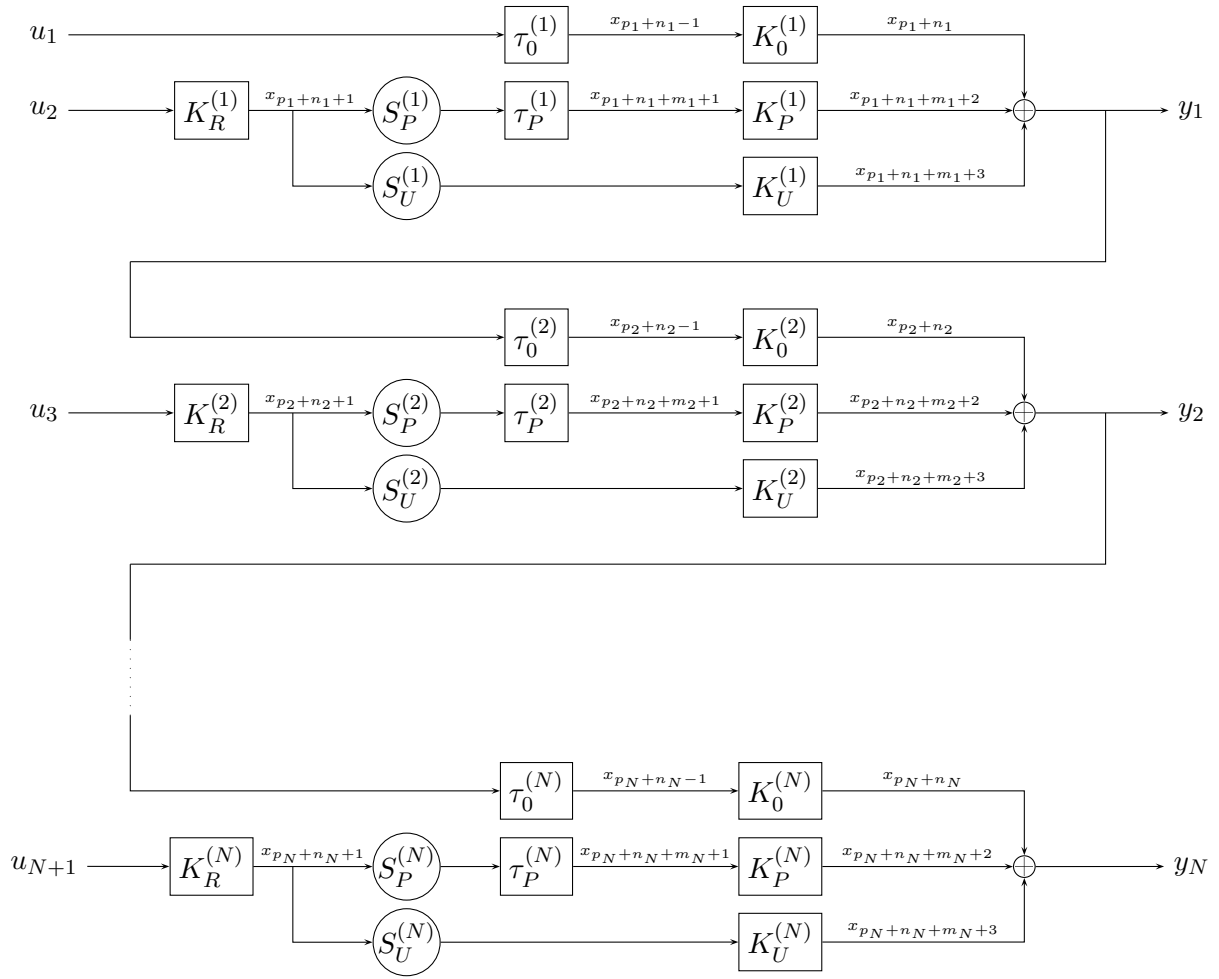 u_1 τ_0^{(1)} x_{p_1+n_1-1} K_0^{(1)} x_{p_1+n_1}
u_2 K_R^{(1)} x_{p_1+n_1+1} S_P^{(1)} τ_P^{(1)} x_{p_1+n_1+m_1+1} K_P^{(1)} x_{p_1+n_1+m_1+2} y_1
S_U^{(1)} K_U^{(1)} x_{p_1+n_1+m_1+3}
τ_0^{(2)} x_{p_2+n_2-1} K_0^{(2)} x_{p_2+n_2}
u_3 K_R^{(2)} x_{p_2+n_2+1} S_P^{(2)} τ_P^{(2)} x_{p_2+n_2+m_2+1} K_P^{(2)} x_{p_2+n_2+m_2+2} y_2
S_U^{(2)} K_U^{(2)} x_{p_2+n_2+m_2+3}
τ_0^{(N)} x_{p_N+n_N-1} K_0^{(N)} x_{p_N+n_N}
u_{N+1} K_R^{(N)} x_{p_N+n_N+1} S_P^{(N)} τ_P^{(N)} x_{p_N+n_N+m_N+1} K_P^{(N)} x_{p_N+n_N+m_N+2} y_N
S_U^{(N)} K_U^{(N)} x_{p_N+n_N+m_N+3}